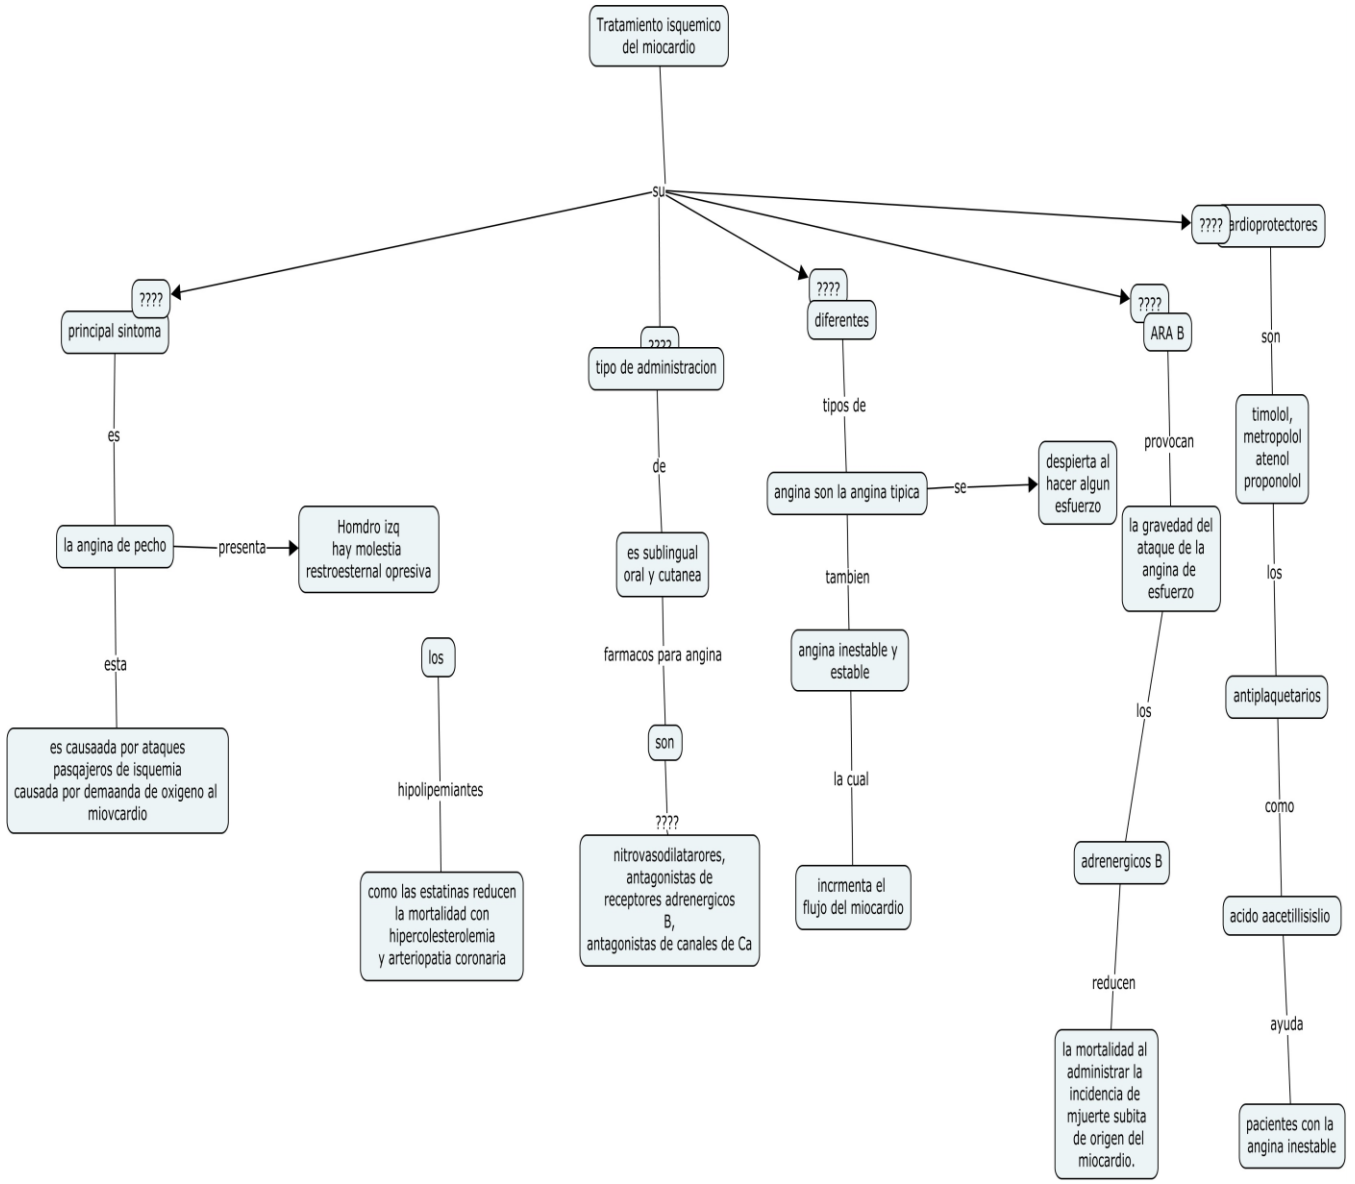 Tratamiento isquemico
del miocardio
su
????
principal sintoma
es
la angina de pecho
presenta
Homdro izq
hay molestia
restroesternal opresiva
esta
es causaada por ataques
pasqajeros de isquemia
causada por demaanda de oxigeno al
miovcardio
los
hipolipemiantes
como las estatinas reducen
la mortalidad con
hipercolesterolemia
y arteriopatia coronaria
????
tipo de administracion
de
es sublingual
oral y cutanea
farmacos para angina
son
????
nitrovasodilatarores,
antagonistas de
receptores adrenergicos
B,
antagonistas de canales de Ca
????
diferentes
tipos de
angina son la angina tipica
se
despierta al
hacer algun
esfuerzo
tambien
angina inestable y
estable
la cual
incrmenta el
flujo del miocardio
????
ARA B
provocan
la gravedad del
ataque de la
angina de
esfuerzo
los
adrenergicos B
reducen
la mortalidad al
administrar la
incidencia de
mjuerte subita
de origen del
miocardio.
????
ardioprotectores
son
timolol,
metropolol
atenol
proponolol
los
antiplaquetarios
como
acido aacetillisislio
ayuda
pacientes con la
angina inestable